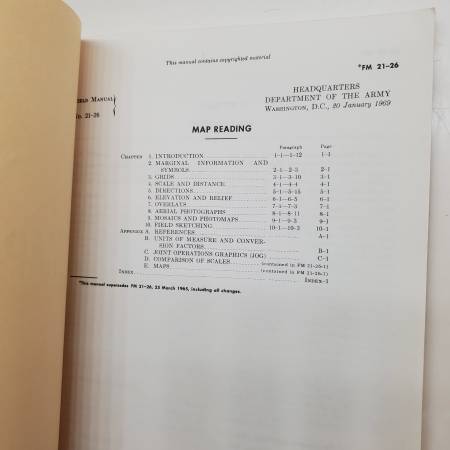 This manual contains copyrighted material
*FM 21-26
HEADQUARTERS
DEPARTMENT OF THE ARMY
WASHINGTON, D.C., 20 January 1969
MANUAL
21-26
MAP READING
Paragraph Page
CHAPTER 1. INTRODUCTION 1-1—1-12 1-1
2. MARGINAL INFORMATION AND
SYMBOLS 2-1—2-3 2-1
3. GRIDS 3-1—3-10 3-1
4. SCALE AND DISTANCE 4-1—4-4 4-1
5. DIRECTIONS 5-1—5-15 5-1
6. ELEVATION AND RELIEF 6-1—6-5 6-1
7. OVERLAYS 7-1—7-3 7-1
8. AERIAL PHOTOGRAPHS 8-1—8-11 8-1
9. MOSAICS AND PHOTOMAPS 9-1—9-3 9-1
10. FIELD SKETCHING 10-1—10-3 10-1
APPENDIX A. REFERENCES A-1
B. UNITS OF MEASURE AND CONVER-
SION FACTORS B-1
C. JOINT OPERATIONS GRAPHICS (JOG) C-1
D. COMPARISON OF SCALES (contained in FM 21-26-1)
E. MAPS (contained in FM 21-26-1)
INDEX INDEX-1
*This manual supersedes FM 21-26, 25 March 1965, including all changes.